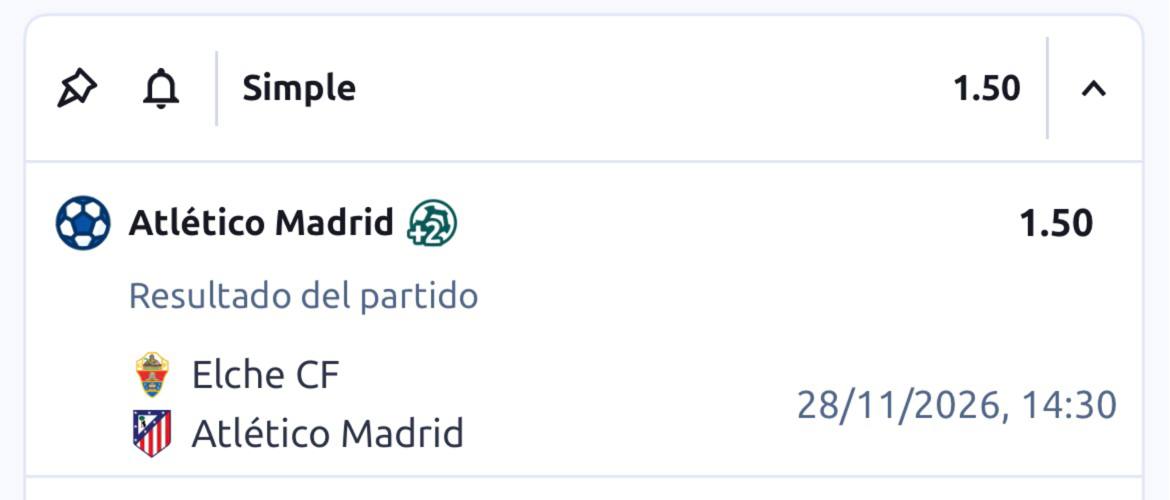 Simple 1.50
Atlético Madrid +2 1.50
Resultado del partido
Elche CF
28/11/2026, 14:30
Atlético Madrid